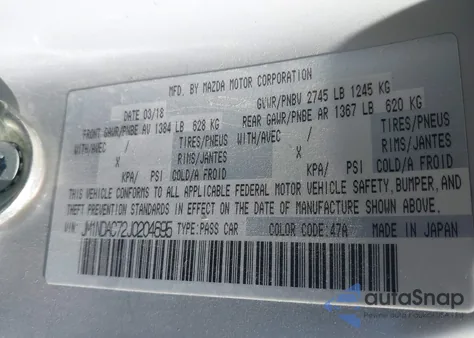 MFD. BY MAZDA MOTOR CORPORATION
DATE 03/18 GVWR/PNBV 2745 LB 1245 KG
FRONT GAWR/PNBE AV 1384 LB 628 KG REAR GAWR/PNBE AR 1367 LB 620 KG
WITH/AVEC TIRES/PNEUS WITH/AVEC TIRES/PNEUS
X RIMS/JANTES X RIMS/JANTES
KPA/ PSI COLD/A FROID KPA/ PSI COLD/A FROID
THIS VEHICLE CONFORMS TO ALL APPLICABLE FEDERAL MOTOR VEHICLE SAFETY, BUMPER, AND
THEFT PREVENTION STANDARDS IN EFFECT ON THE DATE OF MANUFACTURE SHOWN ABOVE.
VIN: JM1NDAC72J0204695 TYPE:PASS CAR COLOR CODE:47A MADE IN JAPAN
autoSnap